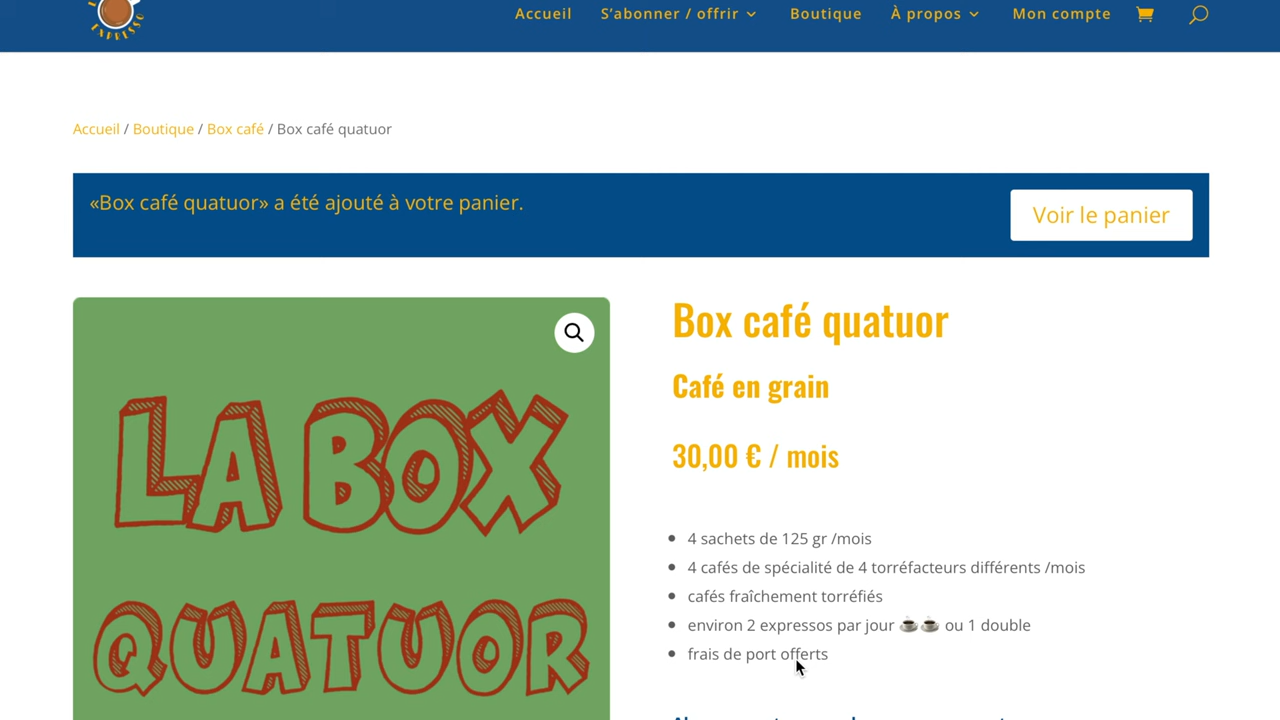 EXPRESSO
Accueil S'abonner / offrir Boutique À propos Mon compte
Accueil / Boutique / Box café / Box café quatuor
«Box café quatuor» a été ajouté à votre panier.
Voir le panier
LA BOX
QUATUOR
Box café quatuor
Café en grain
30,00 € / mois
4 sachets de 125 gr /mois
4 cafés de spécialité de 4 torréfacteurs différents /mois
cafés fraîchement torréfiés
environ 2 expressos par jour ☕☕ ou 1 double
frais de port offerts